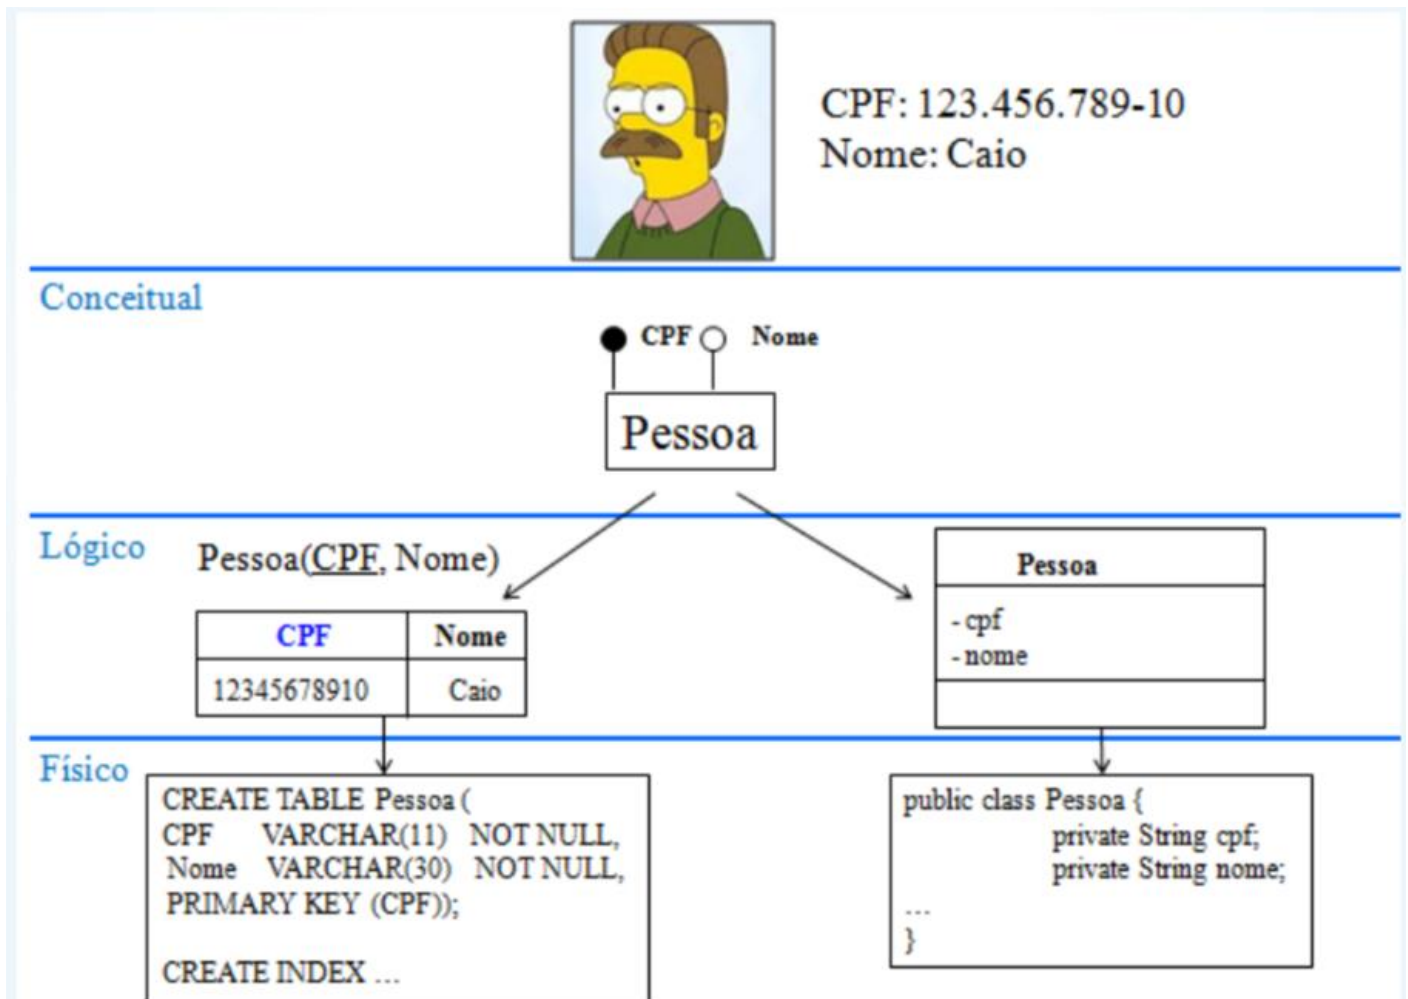 CPF: 123.456.789-10
Nome: Caio
Conceitual
CPF Nome
Pessoa
Lógico
Pessoa(CPF, Nome)
CPF Nome
12345678910 Caio
Pessoa
- cpf
- nome
Físico
CREATE TABLE Pessoa (
CPF VARCHAR(11) NOT NULL,
Nome VARCHAR(30) NOT NULL,
PRIMARY KEY (CPF));
CREATE INDEX ...
public class Pessoa {
private String cpf;
private String nome;
...
}